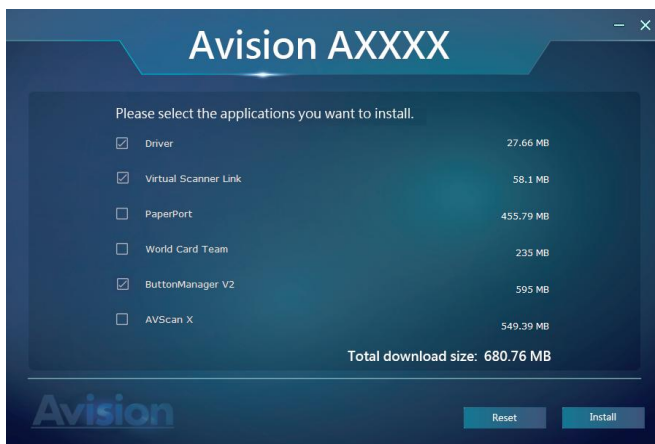 Avision AXXXX
Please select the applications you want to install.
Driver 27.66 MB
Virtual Scanner Link 58.1 MB
PaperPort 455.79 MB
World Card Team 235 MB
ButtonManager V2 595 MB
AVScan X 549.39 MB
Total download size: 680.76 MB
Avision
Reset Install